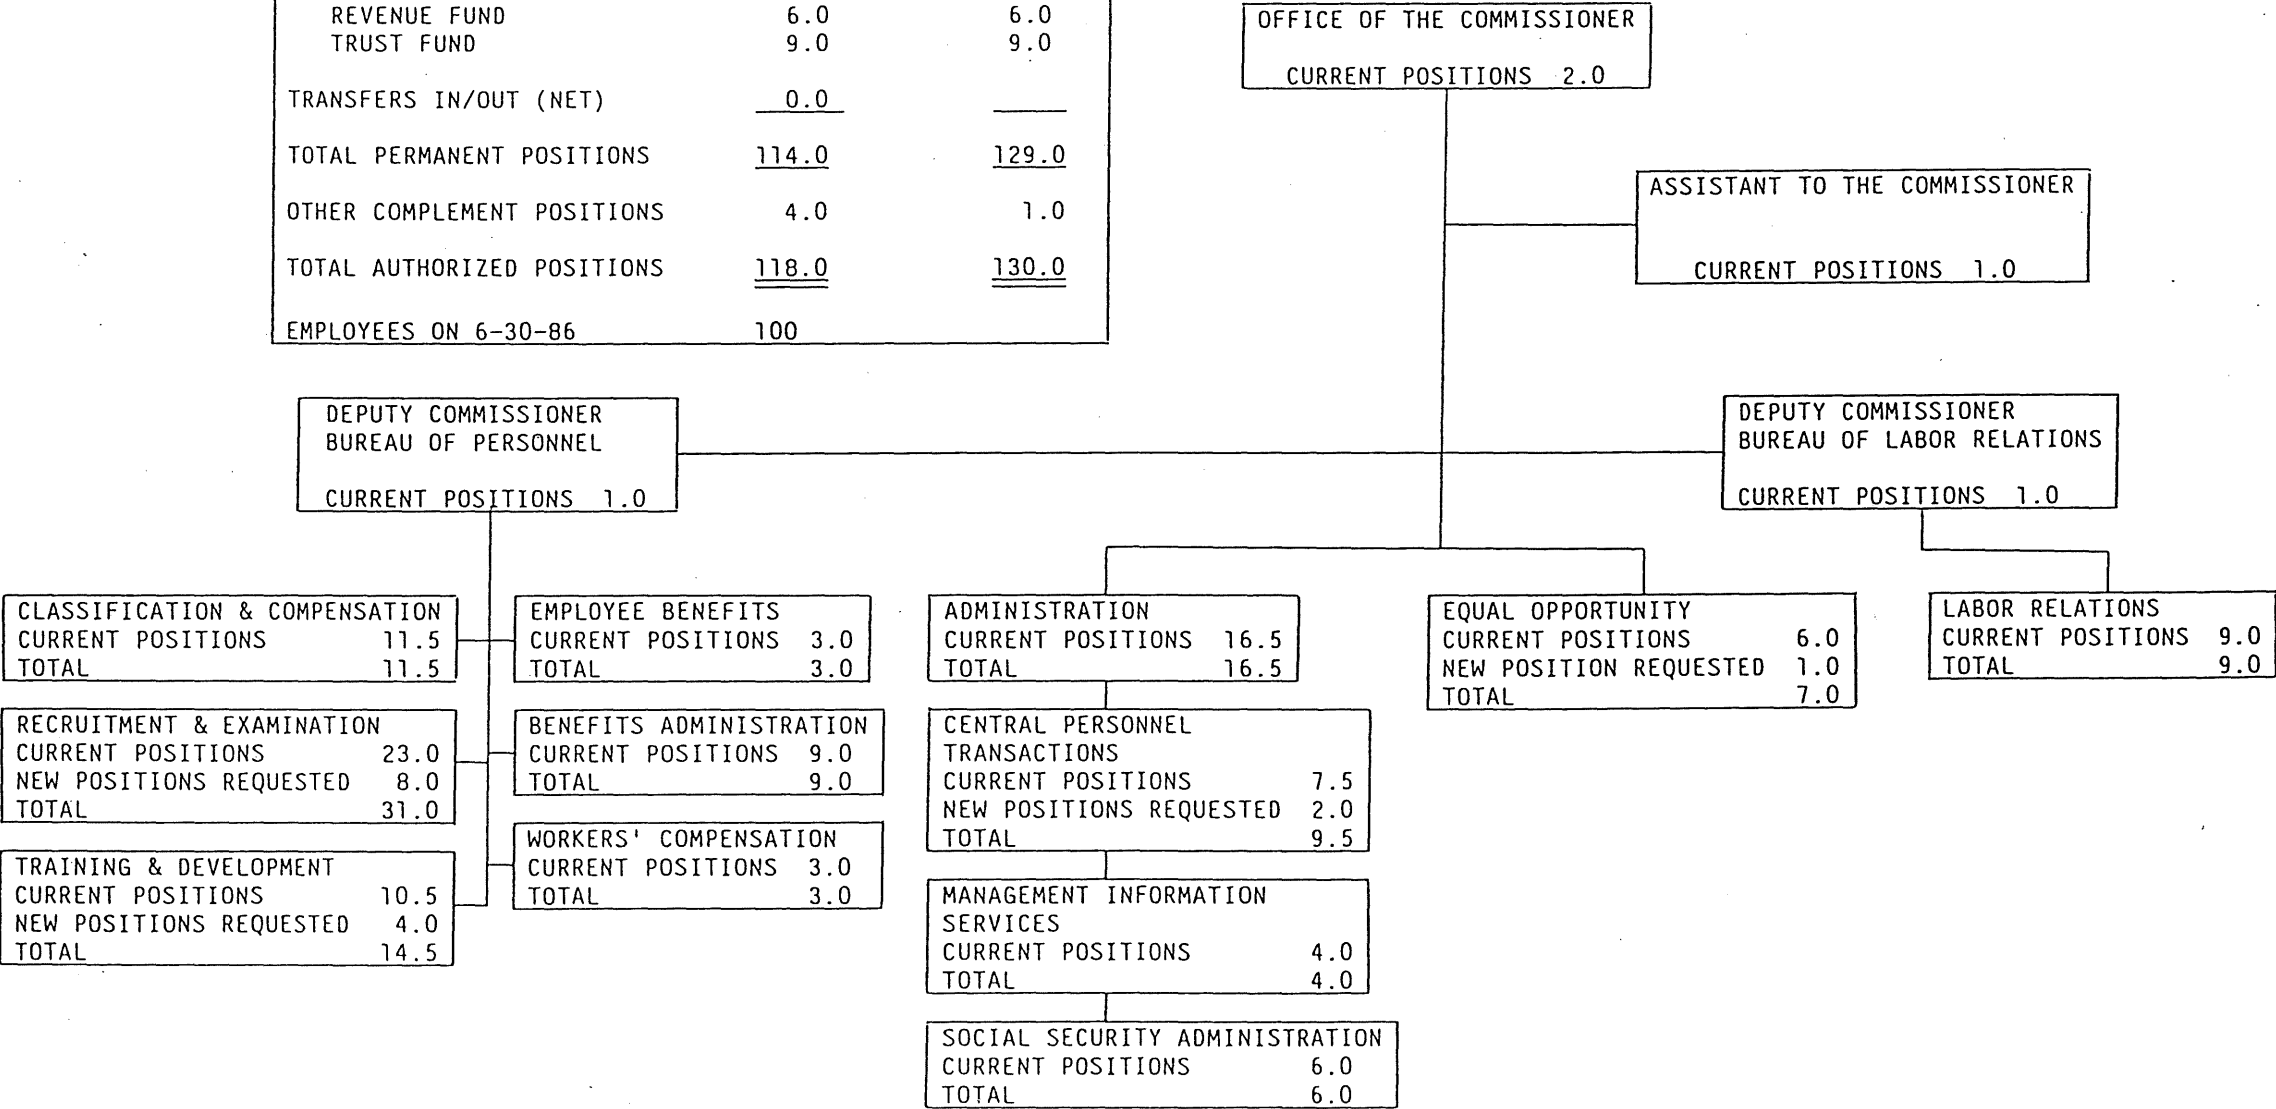 REVENUE FUND 6.0 6.0
TRUST FUND 9.0 9.0
TRANSFERS IN/OUT (NET) 0.0
TOTAL PERMANENT POSITIONS 114.0 129.0
OTHER COMPLEMENT POSITIONS 4.0 1.0
TOTAL AUTHORIZED POSITIONS 118.0 130.0
EMPLOYEES ON 6-30-86 100
OFFICE OF THE COMMISSIONER
CURRENT POSITIONS 2.0
ASSISTANT TO THE COMMISSIONER
CURRENT POSITIONS 1.0
DEPUTY COMMISSIONER
BUREAU OF PERSONNEL
CURRENT POSITIONS 1.0
DEPUTY COMMISSIONER
BUREAU OF LABOR RELATIONS
CURRENT POSITIONS 1.0
CLASSIFICATION & COMPENSATION
CURRENT POSITIONS 11.5
TOTAL 11.5
RECRUITMENT & EXAMINATION
CURRENT POSITIONS 23.0
NEW POSITIONS REQUESTED 8.0
TOTAL 31.0
TRAINING & DEVELOPMENT
CURRENT POSITIONS 10.5
NEW POSITIONS REQUESTED 4.0
TOTAL 14.5
EMPLOYEE BENEFITS
CURRENT POSITIONS 3.0
TOTAL 3.0
BENEFITS ADMINISTRATION
CURRENT POSITIONS 9.0
TOTAL 9.0
WORKERS' COMPENSATION
CURRENT POSITIONS 3.0
TOTAL 3.0
ADMINISTRATION
CURRENT POSITIONS 16.5
TOTAL 16.5
CENTRAL PERSONNEL
TRANSACTIONS
CURRENT POSITIONS 7.5
NEW POSITIONS REQUESTED 2.0
TOTAL 9.5
MANAGEMENT INFORMATION
SERVICES
CURRENT POSITIONS 4.0
TOTAL 4.0
SOCIAL SECURITY ADMINISTRATION
CURRENT POSITIONS 6.0
TOTAL 6.0
EQUAL OPPORTUNITY
CURRENT POSITIONS 6.0
NEW POSITION REQUESTED 1.0
TOTAL 7.0
LABOR RELATIONS
CURRENT POSITIONS 9.0
TOTAL 9.0